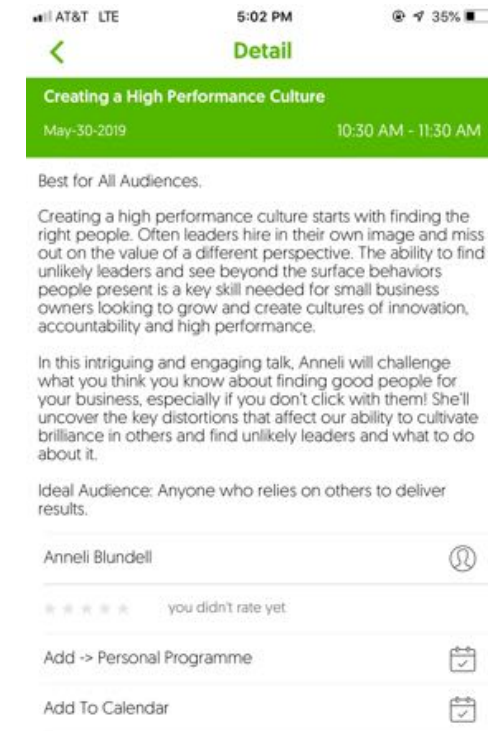 AT&T LTE 5:02 PM 35%
Detail
Creating a High Performance Culture
May-30-2019 10:30 AM - 11:30 AM
Best for All Audiences.
Creating a high performance culture starts with finding the
right people. Often leaders hire in their own image and miss
out on the value of a different perspective. The ability to find
unlikely leaders and see beyond the surface behaviors
people present is a key skill needed for small business
owners looking to grow and create cultures of innovation,
accountability and high performance.
In this intriguing and engaging talk, Anneli will challenge
what you think you know about finding good people for
your business, especially if you don't click with them! She'll
uncover the key distortions that affect our ability to cultivate
brilliance in others and find unlikely leaders and what to do
about it.
Ideal Audience: Anyone who relies on others to deliver
results.
Anneli Blundell
you didn't rate yet
Add -> Personal Programme
Add To Calendar